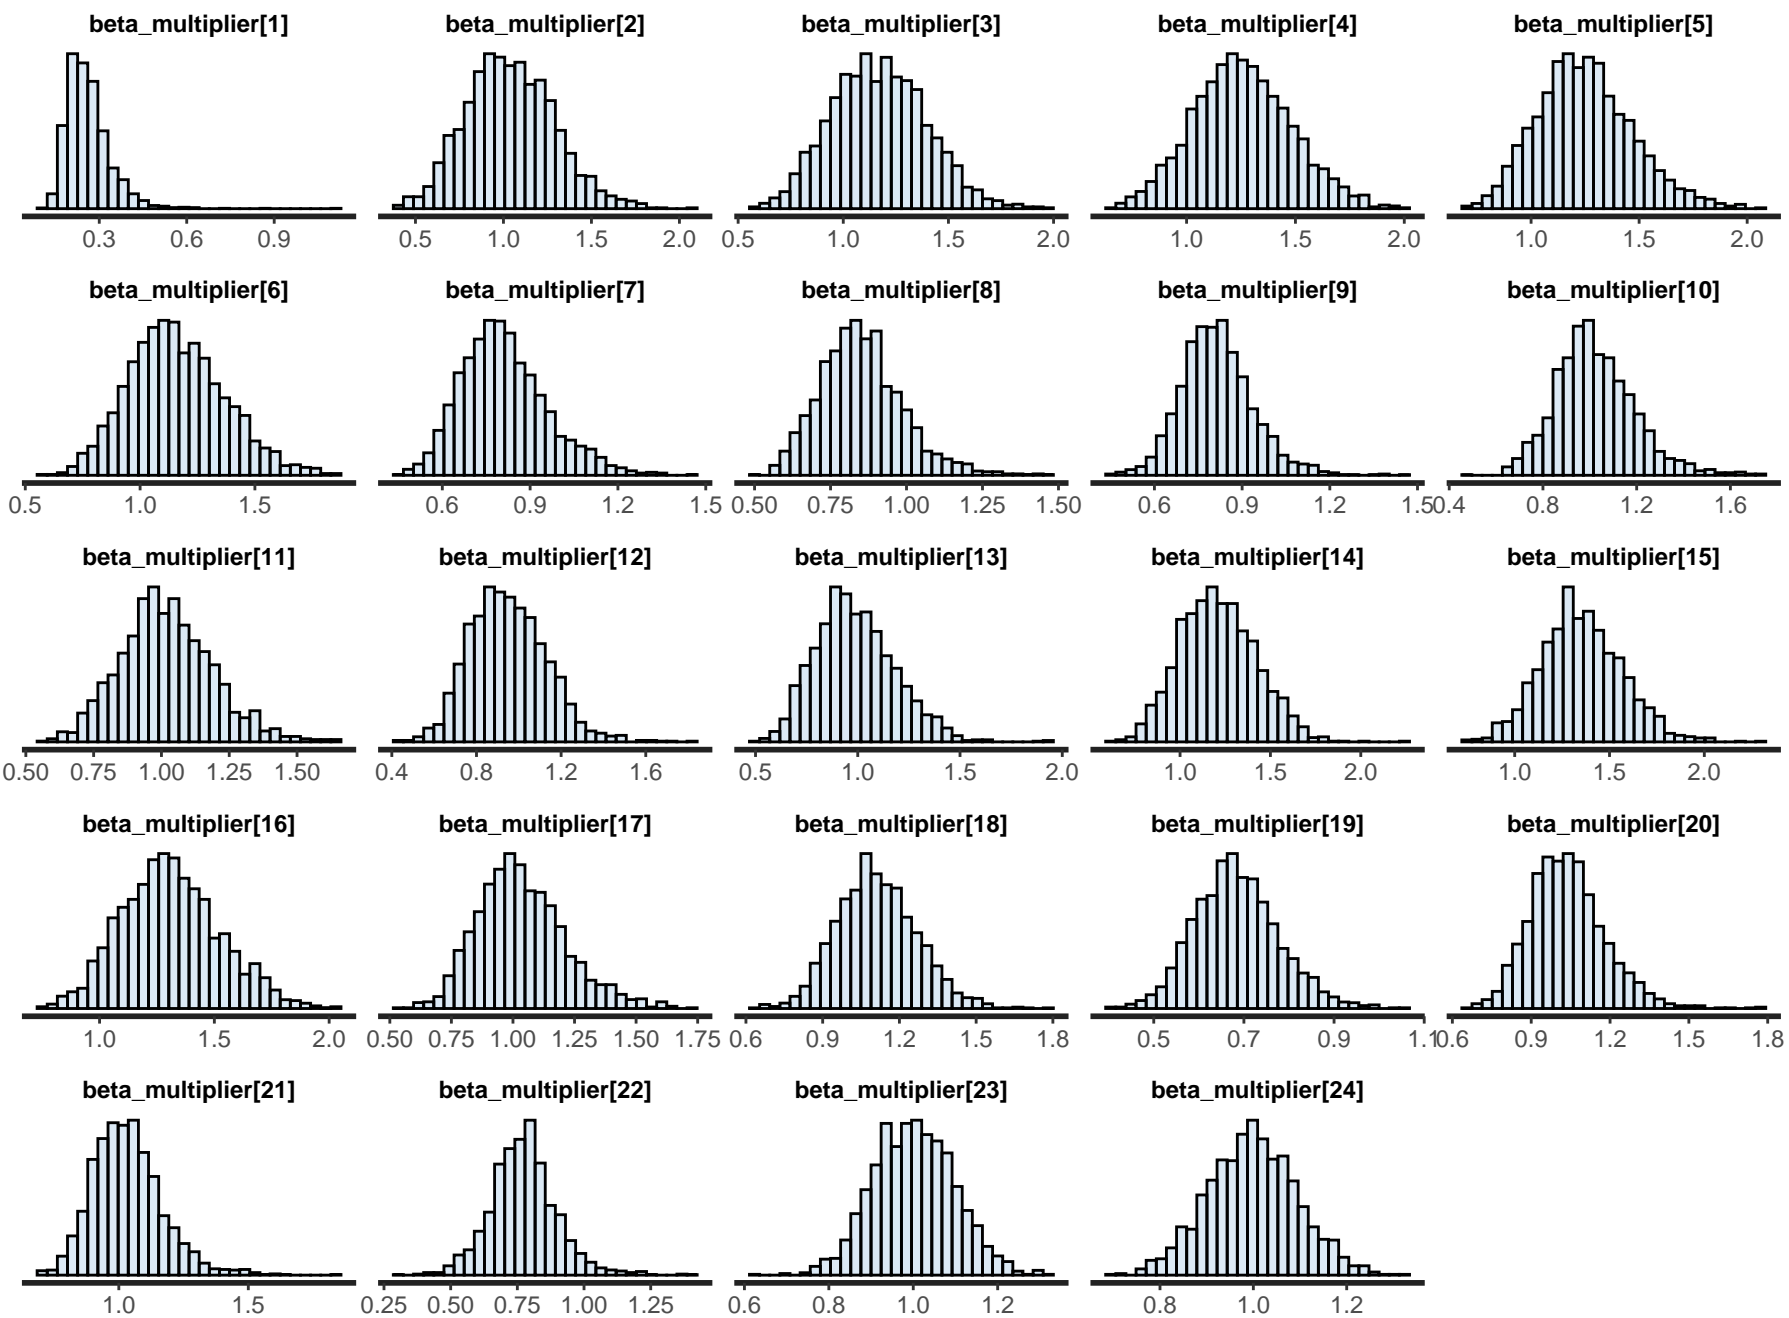 beta_multiplier[1] beta_multiplier[2] beta_multiplier[3] beta_multiplier[4] beta_multiplier[5]
0.3 0.6 0.9 0.5 1.0 1.5 2.0 0.5 1.0 1.5 2.0 1.0 1.5 2.0 1.0 1.5 2.0
beta_multiplier[6] beta_multiplier[7] beta_multiplier[8] beta_multiplier[9] beta_multiplier[10]
0.5 1.0 1.5 0.6 0.9 1.2 1.5 0.50 0.75 1.00 1.25 1.50 0.6 0.9 1.2 1.5 0.4 0.8 1.2 1.6
beta_multiplier[11] beta_multiplier[12] beta_multiplier[13] beta_multiplier[14] beta_multiplier[15]
0.50 0.75 1.00 1.25 1.50 0.4 0.8 1.2 1.6 0.5 1.0 1.5 2.0 1.0 1.5 2.0 1.0 1.5 2.0
beta_multiplier[16] beta_multiplier[17] beta_multiplier[18] beta_multiplier[19] beta_multiplier[20]
1.0 1.5 2.0 0.50 0.75 1.00 1.25 1.50 1.75 0.6 0.9 1.2 1.5 1.8 0.5 0.7 0.9 1.1 0.6 0.9 1.2 1.5 1.8
beta_multiplier[21] beta_multiplier[22] beta_multiplier[23] beta_multiplier[24]
1.0 1.5 0.25 0.50 0.75 1.00 1.25 0.6 0.8 1.0 1.2 0.8 1.0 1.2